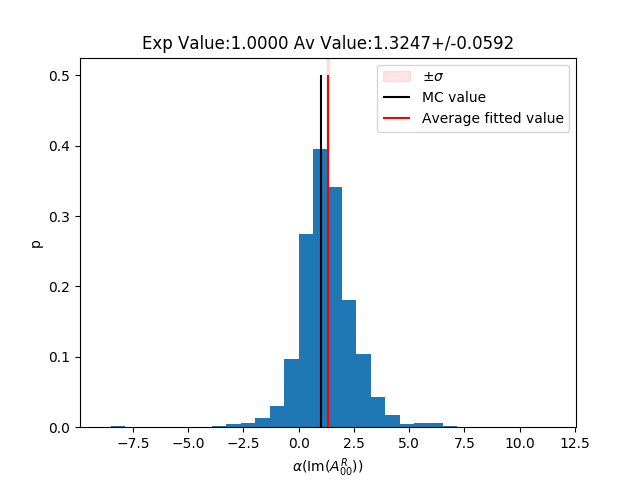 Exp Value:1.0000 Av Value:1.3247+/-0.0592
±σ
MC value
Average fitted value
p
0.5
0.4
0.3
0.2
0.1
0.0
−7.5 −5.0 −2.5 0.0 2.5 5.0 7.5 10.0 12.5
α(Im(A^R_00))